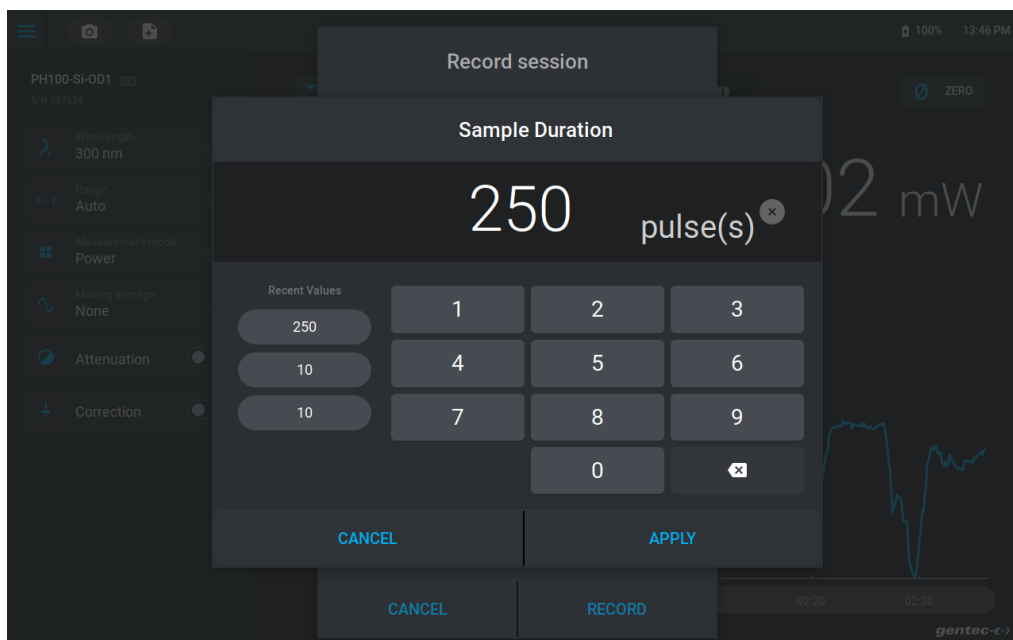 100% 13:46 PM
Record session
PH100-Si-OD1
S/N 987654
ZERO
Sample Duration
Wavelength
300 nm
250 pulse(s)
02 mW
Range
Auto
Measurement mode
Power
Recent Values
Moving average
None
250
10
10
1 2 3
4 5 6
7 8 9
0
Attenuation
Correction
CANCEL APPLY
CANCEL RECORD
02:20 02:30
gentec-eo